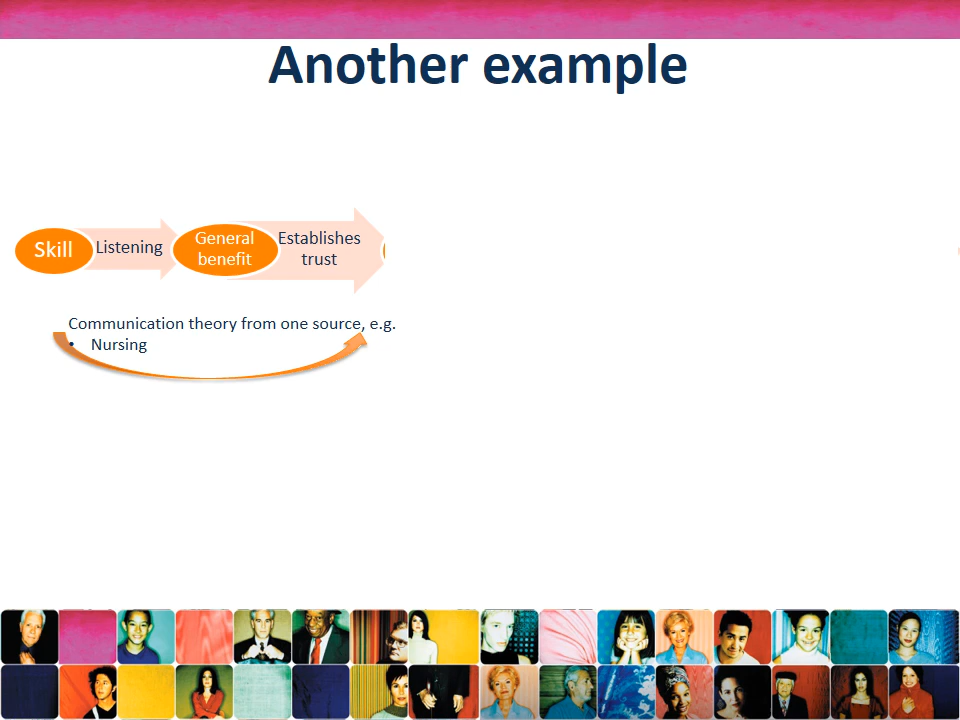 Another example
Skill
Listening
General
benefit
Establishes
trust
Communication theory from one source, e.g.
• Nursing